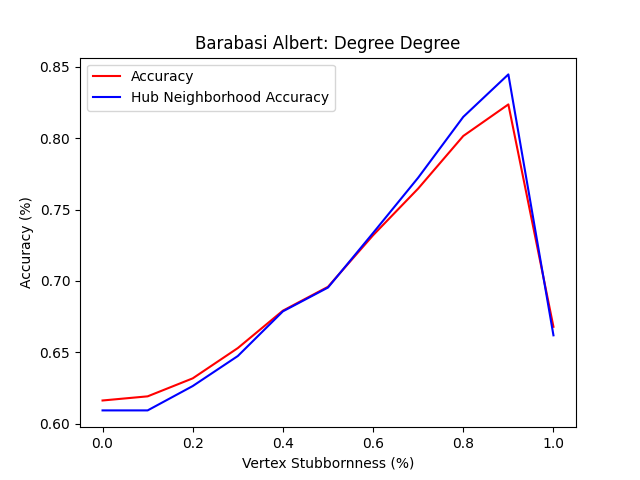 Barabasi Albert: Degree Degree
Accuracy
Hub Neighborhood Accuracy
Accuracy (%)
0.85
0.80
0.75
0.70
0.65
0.60
0.0 0.2 0.4 0.6 0.8 1.0
Vertex Stubbornness (%)